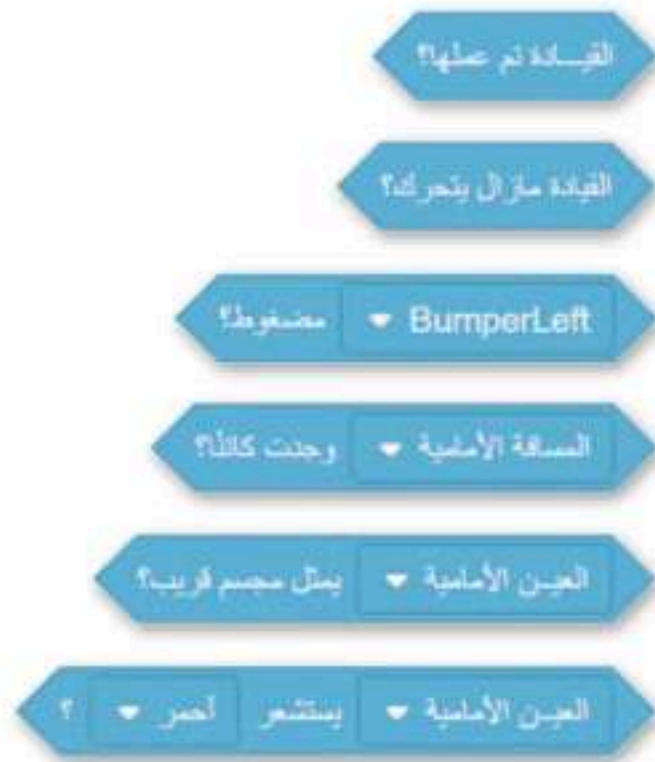 القيادة تم عملها؟
القيادة مازال يتحرك؟
BumperLeft مضغوط؟
المسافة الأمامية وجدت كائنًا؟
العين الأمامية يمثل مجسم قريب؟
العين الأمامية يستشعر أحمر ؟